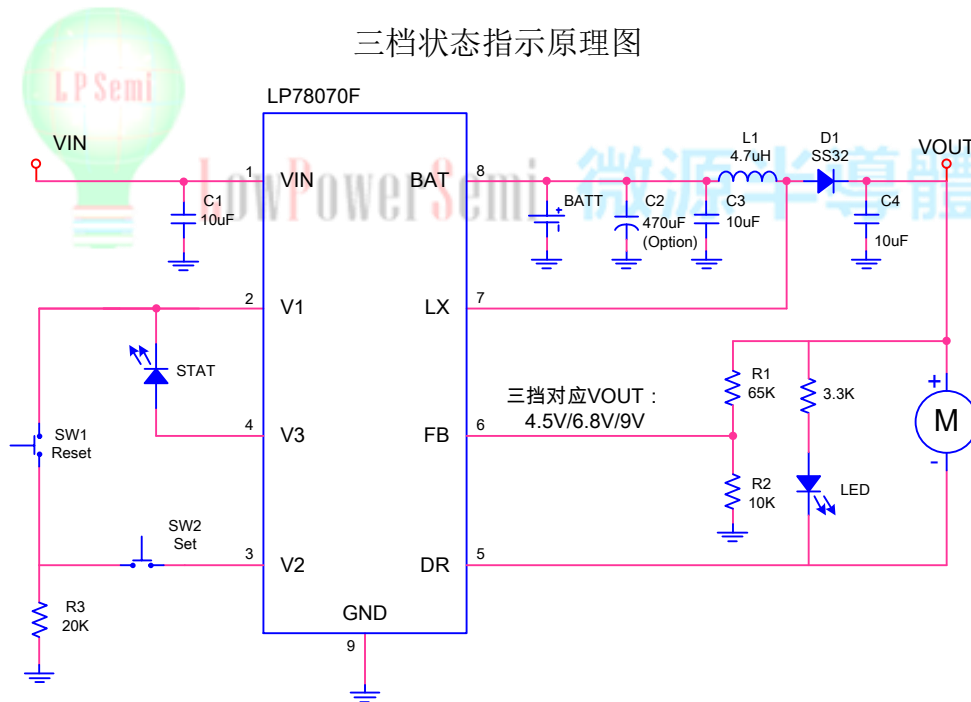 三档状态指示原理图
LP Semi
LP78070F
VIN
L1
4.7uH
D1
SS32
VOUT
1
VIN
BAT
8
LowPowerSemi 微源半導體
C1
10uF
BATT
C2
470uF
(Option)
C3
10uF
C4
10uF
2
V1
LX
7
STAT
R1
65K
3.3K
三挡对应VOUT:
4.5V/6.8V/9V
M
SW1
Reset
4
V3
FB
6
R2
10K
LED
SW2
Set
3
V2
DR
5
R3
20K
GND
9